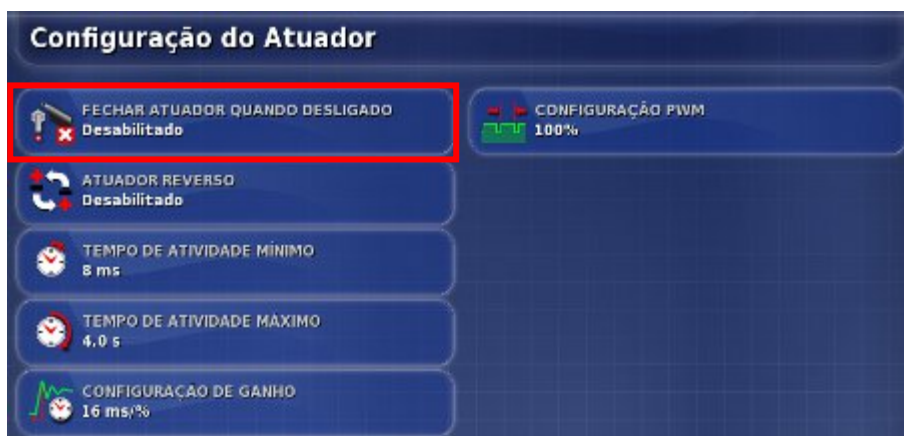 Configuração do Atuador
FECHAR ATUADOR QUANDO DESLIGADO
Desabilitado
ATUADOR REVERSO
Desabilitado
TEMPO DE ATIVIDADE MÍNIMO
8 ms
TEMPO DE ATIVIDADE MÁXIMO
4,0 s
CONFIGURAÇÃO DE GANHO
16 ms/%
CONFIGURAÇÃO PWM
100%